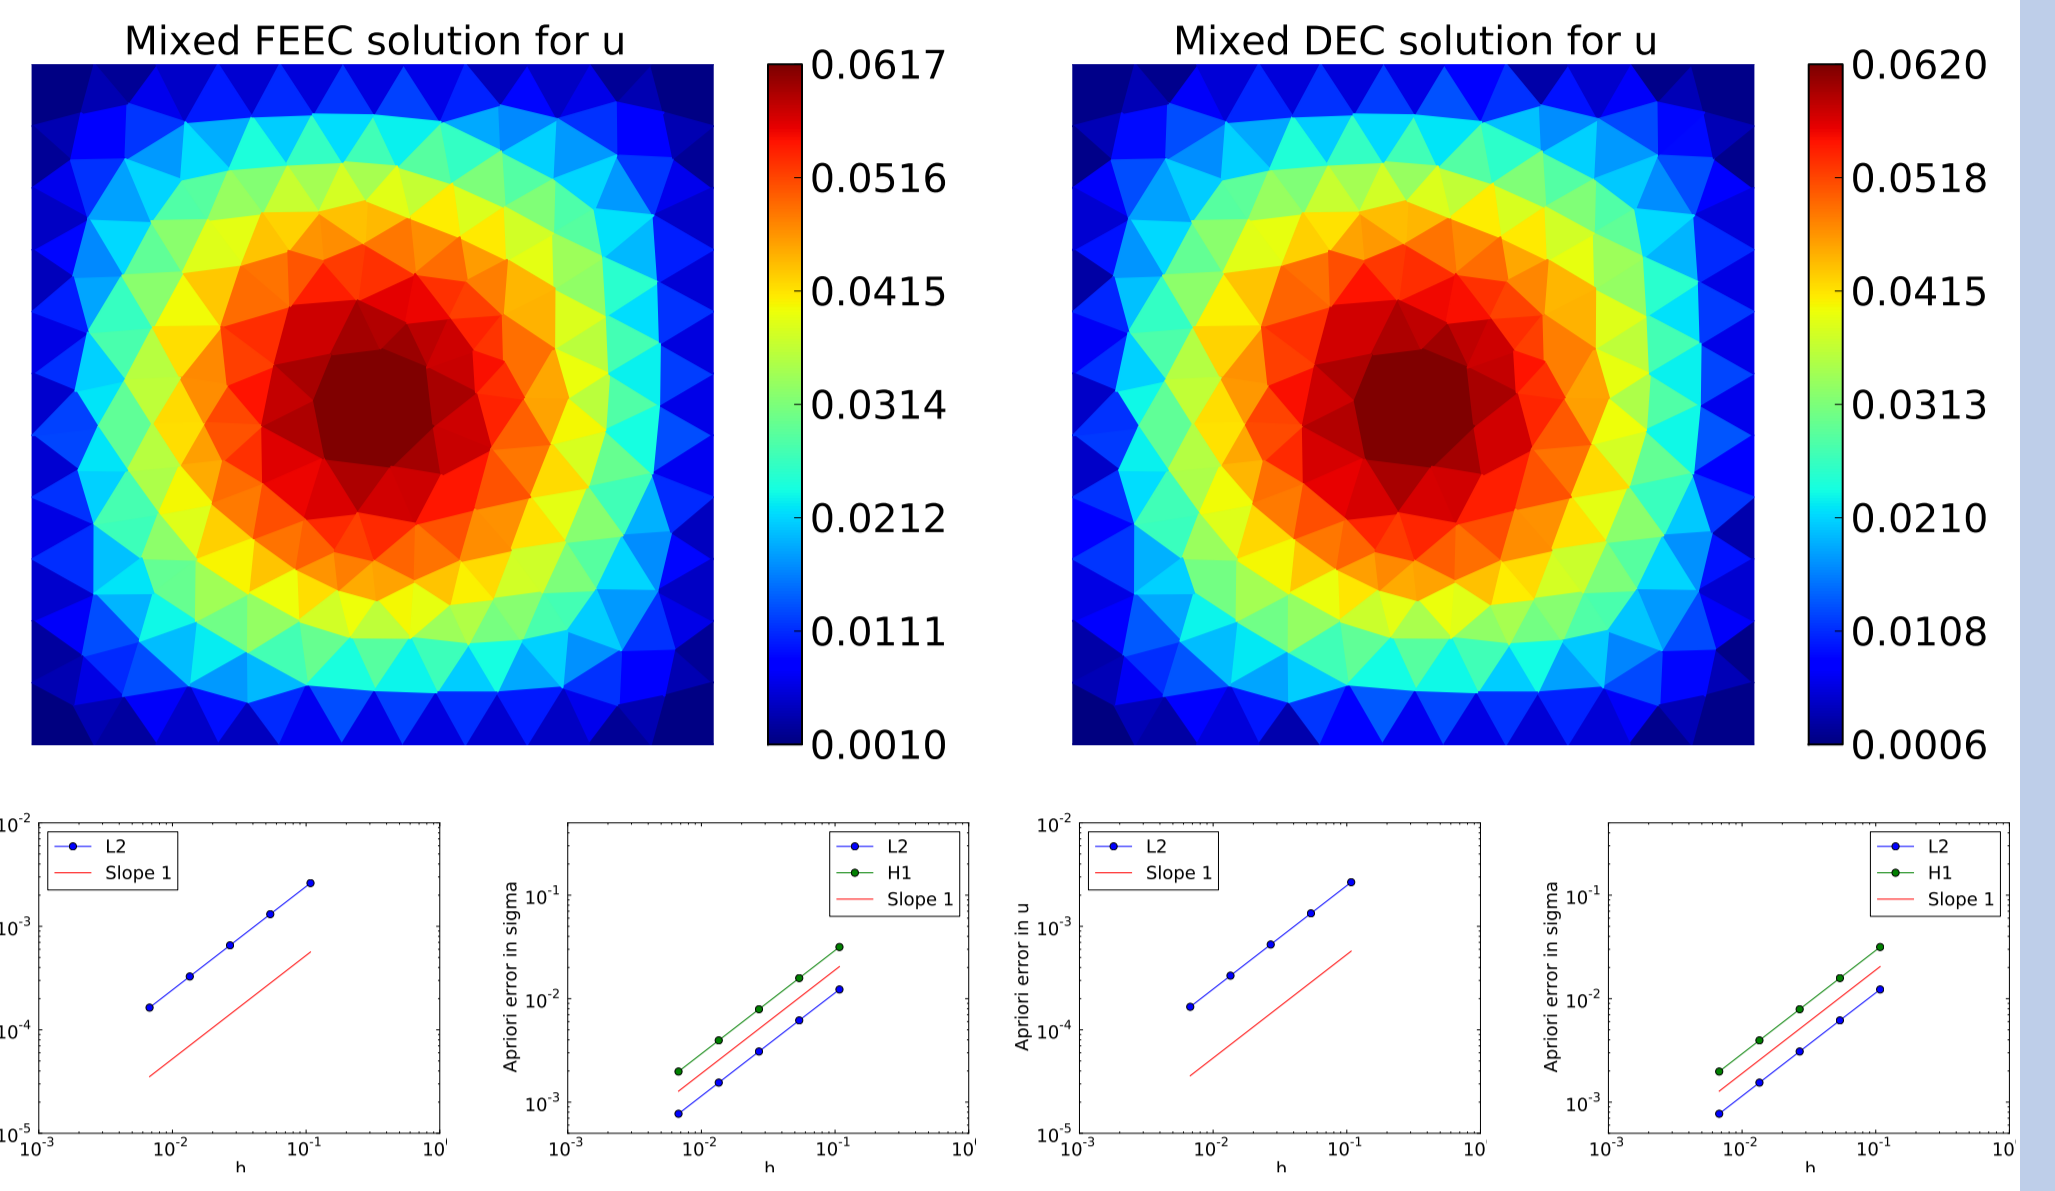 Mixed FEEC solution for u
0.0617
0.0516
0.0415
0.0314
0.0212
0.0111
0.0010
Mixed DEC solution for u
0.0620
0.0518
0.0415
0.0313
0.0210
0.0108
0.0006
L2
Slope 1
10-2
10-3
10-4
10-5
10-3 10-2 10-1
h
Apriori error in sigma
L2
H1
Slope 1
10-1
10-2
10-3
10-3 10-2 10-1
h
Apriori error in u
L2
Slope 1
10-2
10-3
10-4
10-5
10-3 10-2 10-1
h
Apriori error in sigma
L2
H1
Slope 1
10-1
10-2
10-3
10-3 10-2 10-1
h